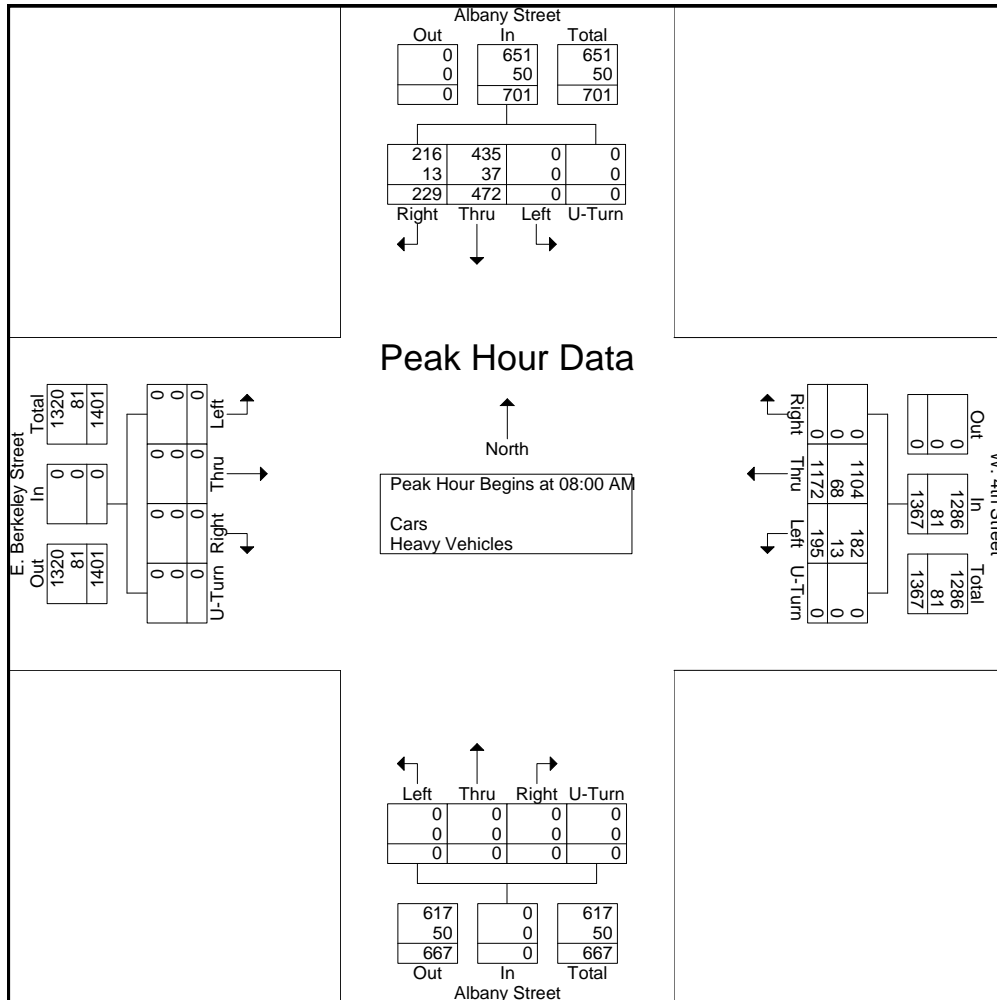 Albany Street
Out In Total
0 651 651
0 50 50
0 701 701
216 435 0 0
13 37 0 0
229 472 0 0
Right Thru Left U-Turn
Peak Hour Data
North
Peak Hour Begins at 08:00 AM
Cars
Heavy Vehicles
E. Berkeley Street
Total In Out
1320 0 1320
81 0 81
1401 0 1401
0 0 0 0
0 0 0 0
0 0 0 0
Left Thru Right U-Turn
W. 4th Street
Out In Total
0 1286 1286
0 81 81
0 1367 1367
0 1104 182 0
0 68 13 0
0 1172 195 0
Right Thru Left U-Turn
Left Thru Right U-Turn
0 0 0 0
0 0 0 0
0 0 0 0
617 0 617
50 0 50
667 0 667
Out In Total
Albany Street